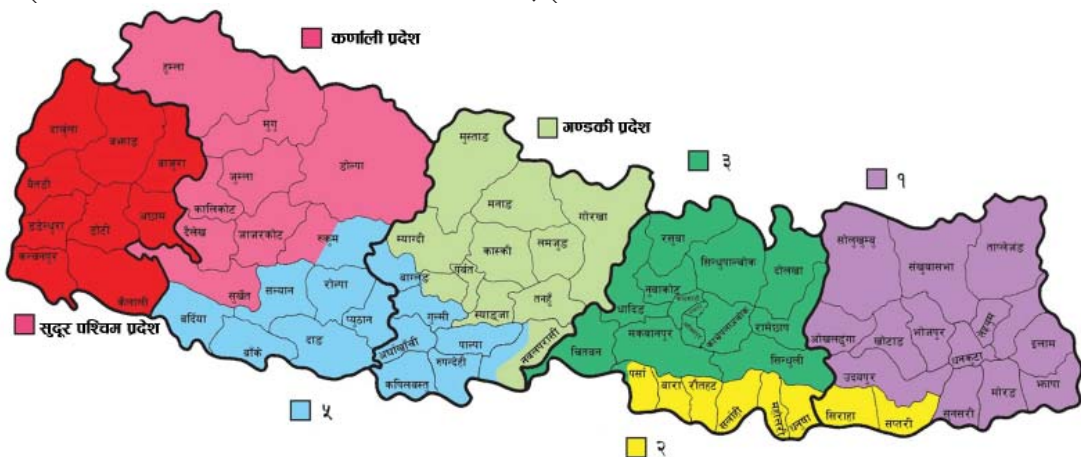 कर्णाली प्रदेश
हुम्ला
गण्डकी प्रदेश
दार्चुला
बझाङ
मुगु
मुस्ताङ
३
१
बाजुरा
डोल्पा
बैतडी
जुम्ला
मनाङ
गोरखा
डडेल्धुरा
डोटी
अछाम
कालिकोट
म्याग्दी
रसुवा
सोलुखुम्बु
ताप्लेजुङ
दैलेख
जाजरकोट
रुकुम
कास्की
लमजुङ
सिन्धुपाल्चोक
दोलखा
संखुवासभा
कन्चनपुर
पर्वत
बाग्लुङ
नुवाकोट
कैलाली
सुर्खेत
सल्यान
रोल्पा
तनहुँ
धादिङ
रामेछाप
भोजपुर
बर्दिया
गुल्मी
स्याङ्जा
मकवानपुर
काभ्रेपलाञ्चोक
ओखलढुंगा
खोटाङ
इलाम
सुदूर पश्चिम प्रदेश
प्युठान
नवलपरासी
चितवन
सिन्धुली
धनकुटा
बाँके
दाङ
अर्घाखाँची
पाल्पा
रुपन्देही
उदयपुर
मोरङ
झापा
कपिलवस्तु
पर्सा
बारा
रौतहट
सिराहा
सप्तरी
सुनसरी
५
सर्लाही
महोत्तरी
धनुषा
२